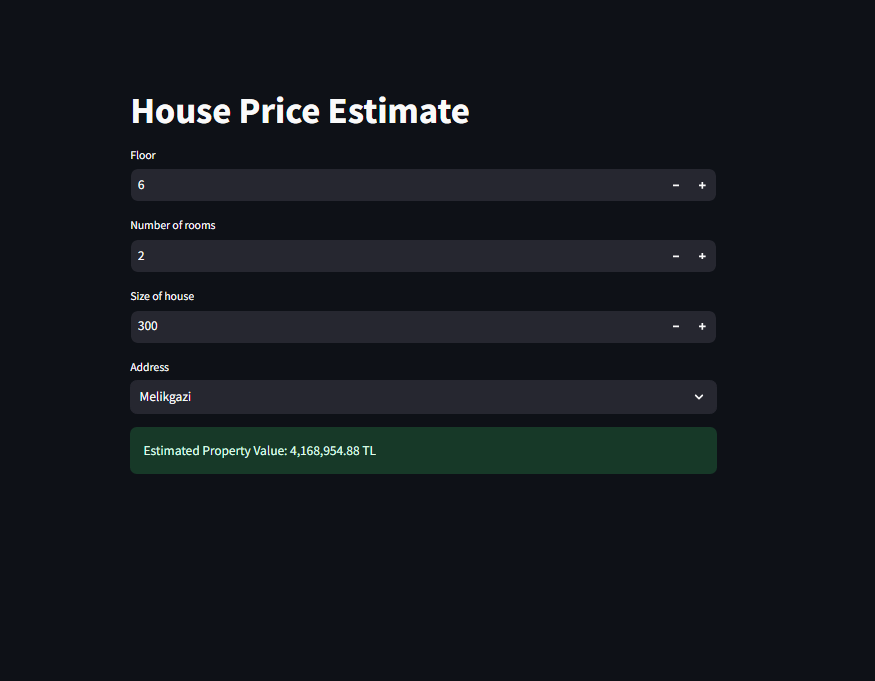 House Price Estimate
Floor
6
Number of rooms
2
Size of house
300
Address
Melikgazi
Estimated Property Value: 4,168,954.88 TL